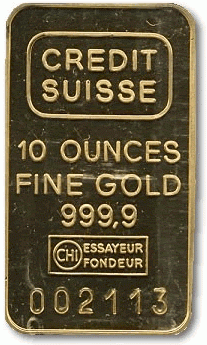 CREDIT
SUISSE
10 OUNCES
FINE GOLD
999,9
CHI ESSAYEUR
FONDEUR
002113